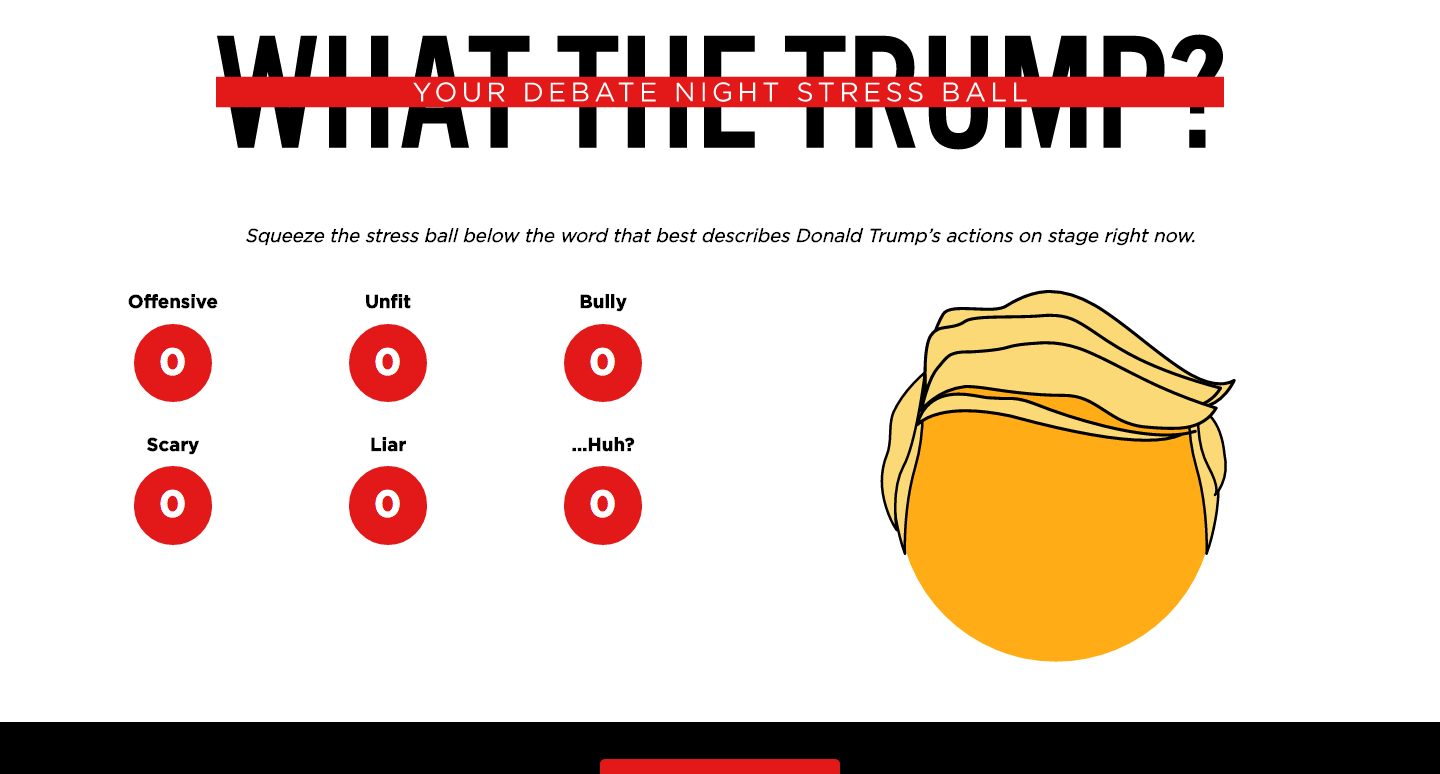 WHAT THE TRUMP?
YOUR DEBATE NIGHT STRESS BALL
Squeeze the stress ball below the word that best describes Donald Trump’s actions on stage right now.
Offensive Unfit Bully
0 0 0
Scary Liar ...Huh?
0 0 0